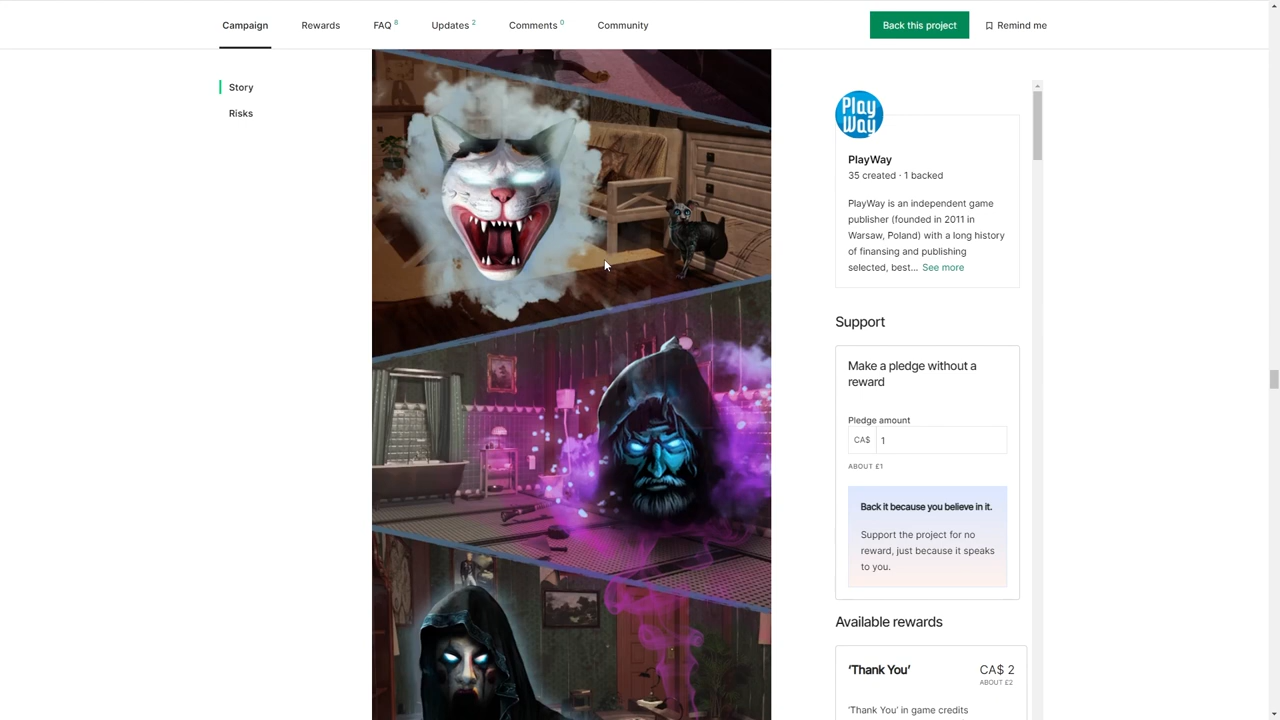 Campaign
Rewards
FAQ 8
Updates 2
Comments 0
Community
Back this project
Remind me
Story
Risks
Play
Way
PlayWay
35 created · 1 backed
PlayWay is an independent game
publisher (founded in 2011 in
Warsaw, Poland) with a long history
of finansing and publishing
selected, best... See more
Support
Make a pledge without a
reward
Pledge amount
CA$ 1
ABOUT £1
Back it because you believe in it.
Support the project for no
reward, just because it speaks
to you.
Available rewards
‘Thank You’ CA$ 2
ABOUT £2
‘Thank You’ in game credits